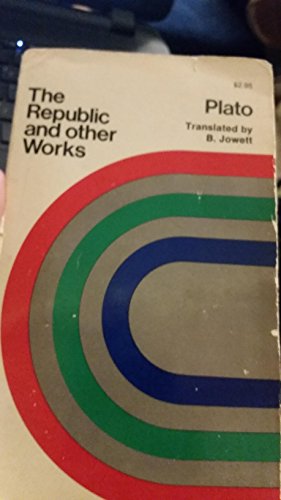 $2.95
The
Republic
and other
Works
Plato
Translated by
B. Jowett